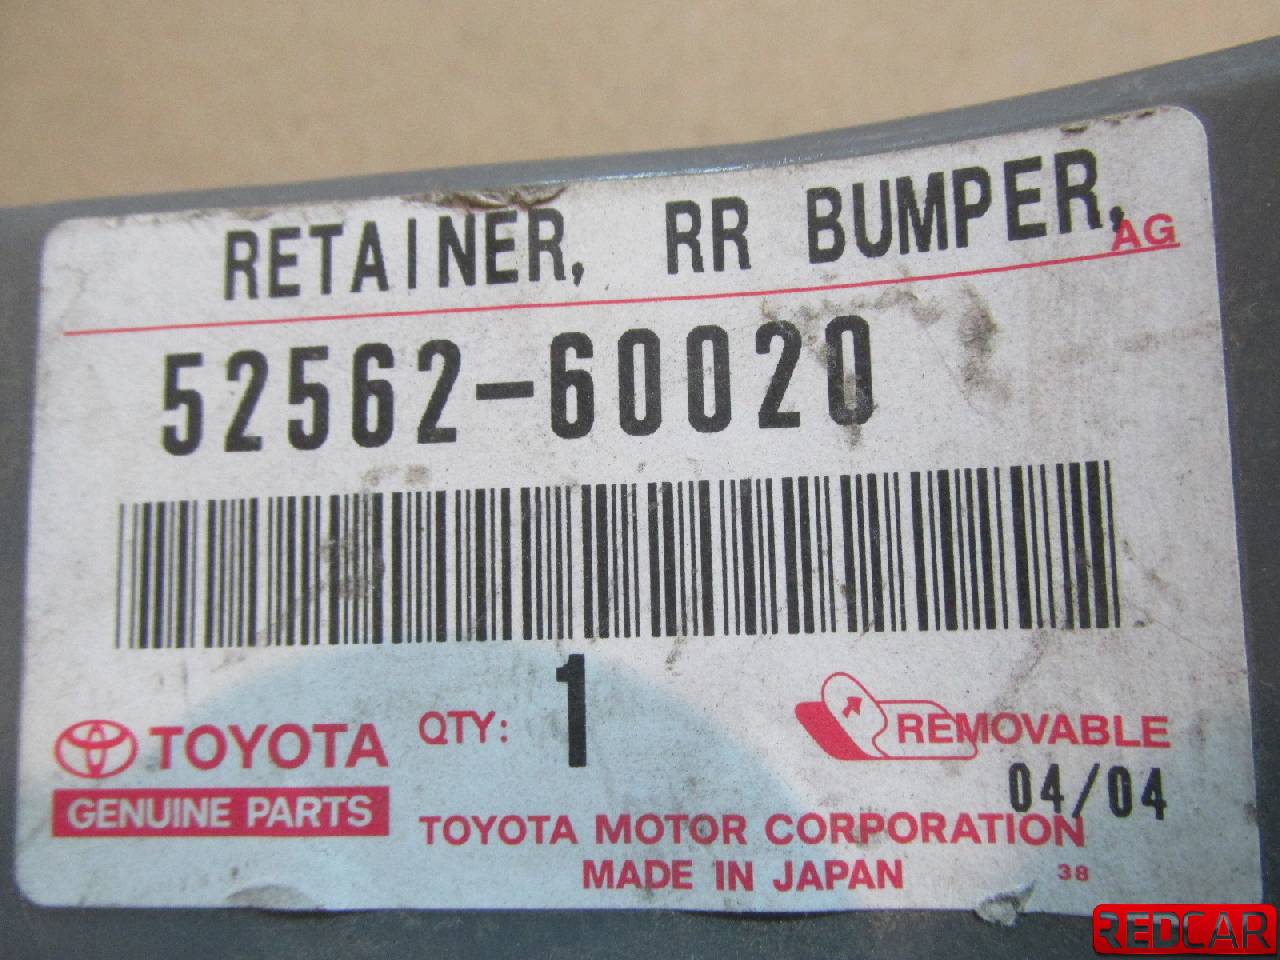 RETAINER, RR BUMPER,
AG
52562-60020
TOYOTA QTY: 1 REMOVABLE
GENUINE PARTS 04/04
TOYOTA MOTOR CORPORATION
MADE IN JAPAN 38
REDCAR